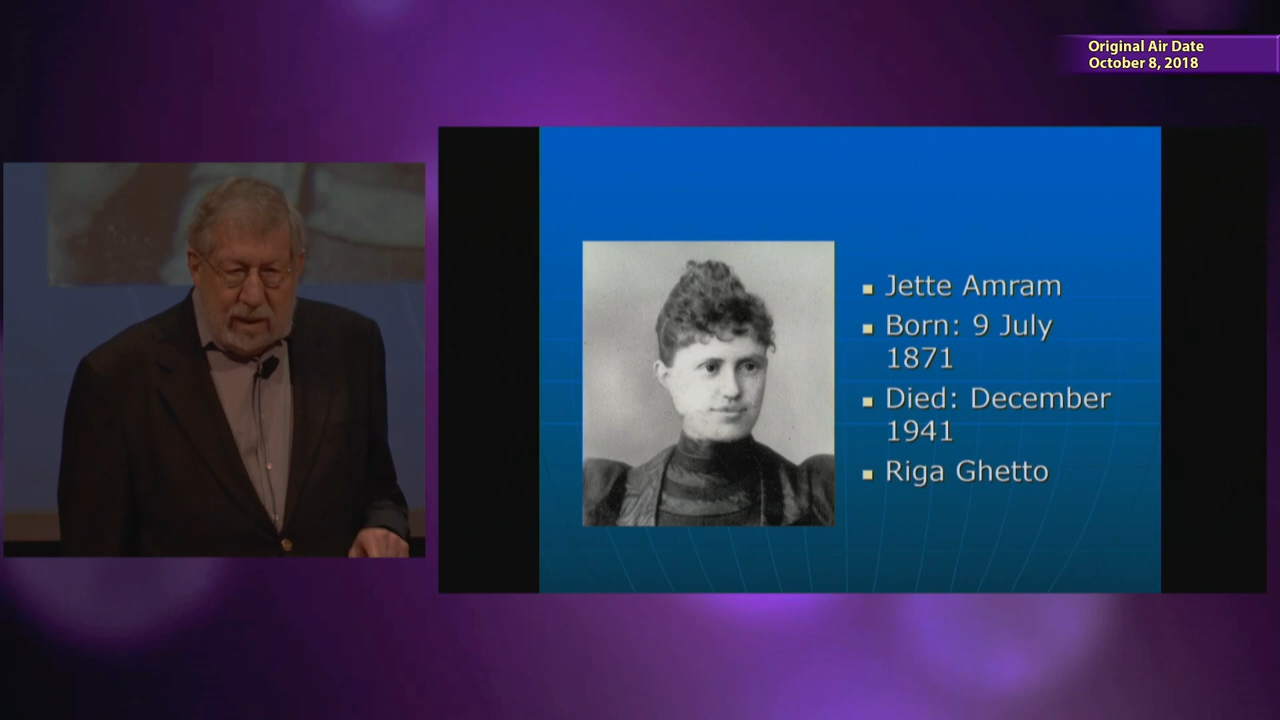 Original Air Date
October 8, 2018
Jette Amram
Born: 9 July
1871
Died: December
1941
Riga Ghetto